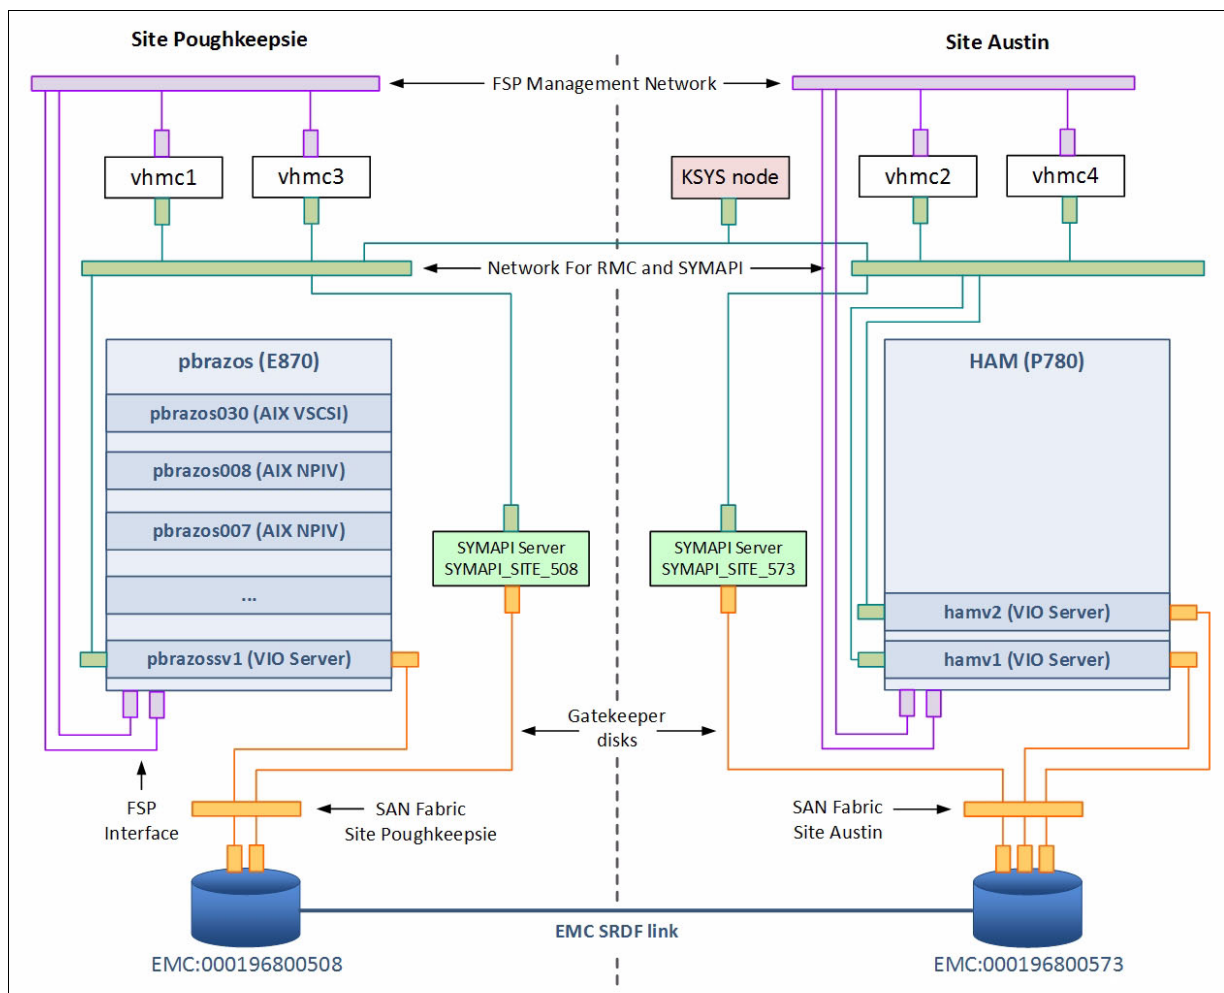 Site Poughkeepsie
Site Austin
FSP Management Network
vhmc1
vhmc3
KSYS node
vhmc2
vhmc4
Network For RMC and SYMAPI
pbrazos (E870)
HAM (P780)
pbrazos030 (AIX VSCSI)
pbrazos008 (AIX NPIV)
pbrazos007 (AIX NPIV)
SYMAPI Server
SYMAPI_SITE_508
SYMAPI Server
SYMAPI_SITE_573
...
hamv2 (VIO Server)
pbrazossv1 (VIO Server)
hamv1 (VIO Server)
Gatekeeper
disks
FSP
Interface
SAN Fabric
Site Poughkeepsie
SAN Fabric
Site Austin
EMC SRDF link
EMC:000196800508
EMC:000196800573